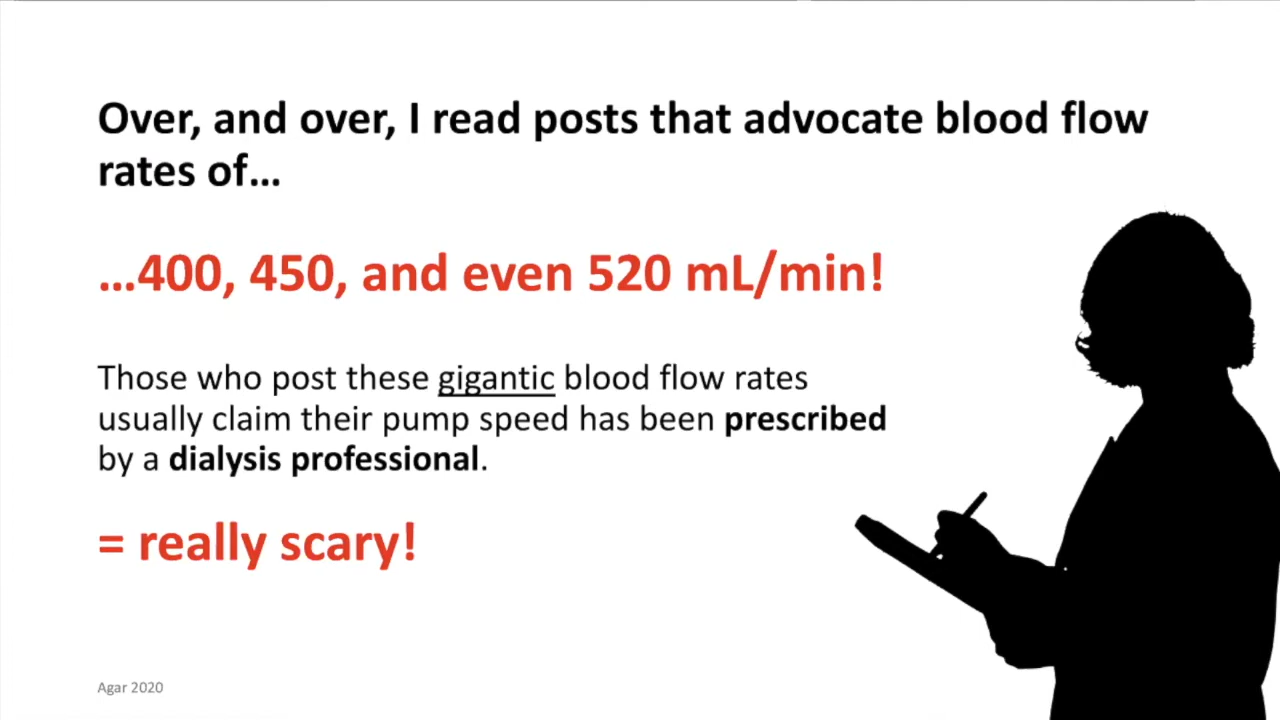 Over, and over, I read posts that advocate blood flow
rates of…
…400, 450, and even 520 mL/min!
Those who post these gigantic blood flow rates
usually claim their pump speed has been prescribed
by a dialysis professional.
= really scary!
Agar 2020